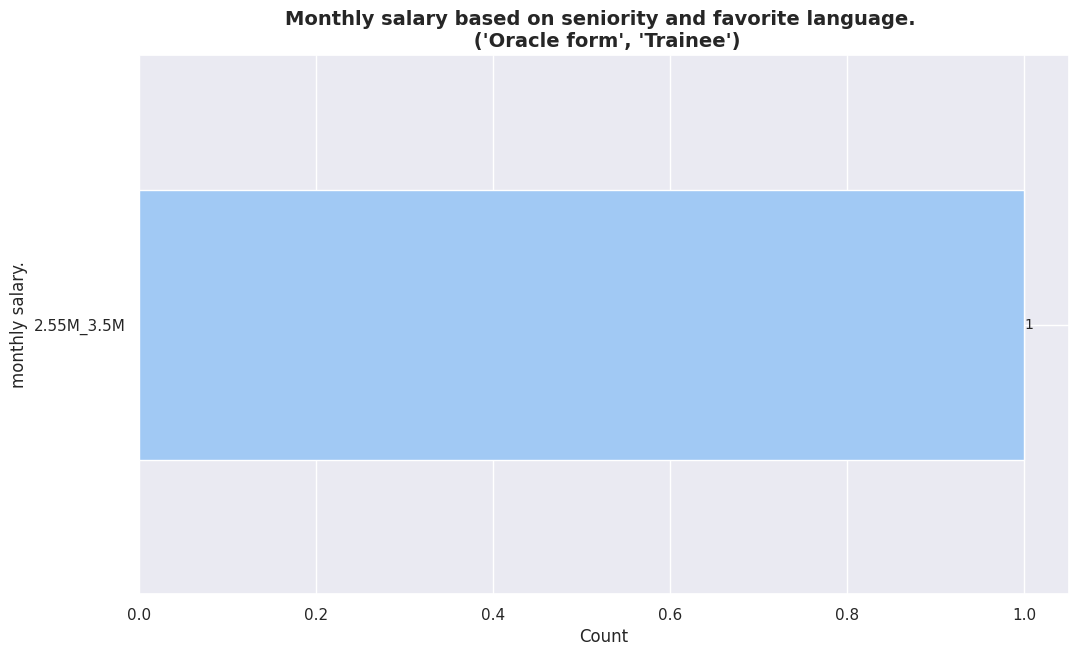 Monthly salary based on seniority and favorite language.
('Oracle form', 'Trainee')
monthly salary.
2.55M_3.5M
1
0.0
0.2
0.4
0.6
0.8
1.0
Count